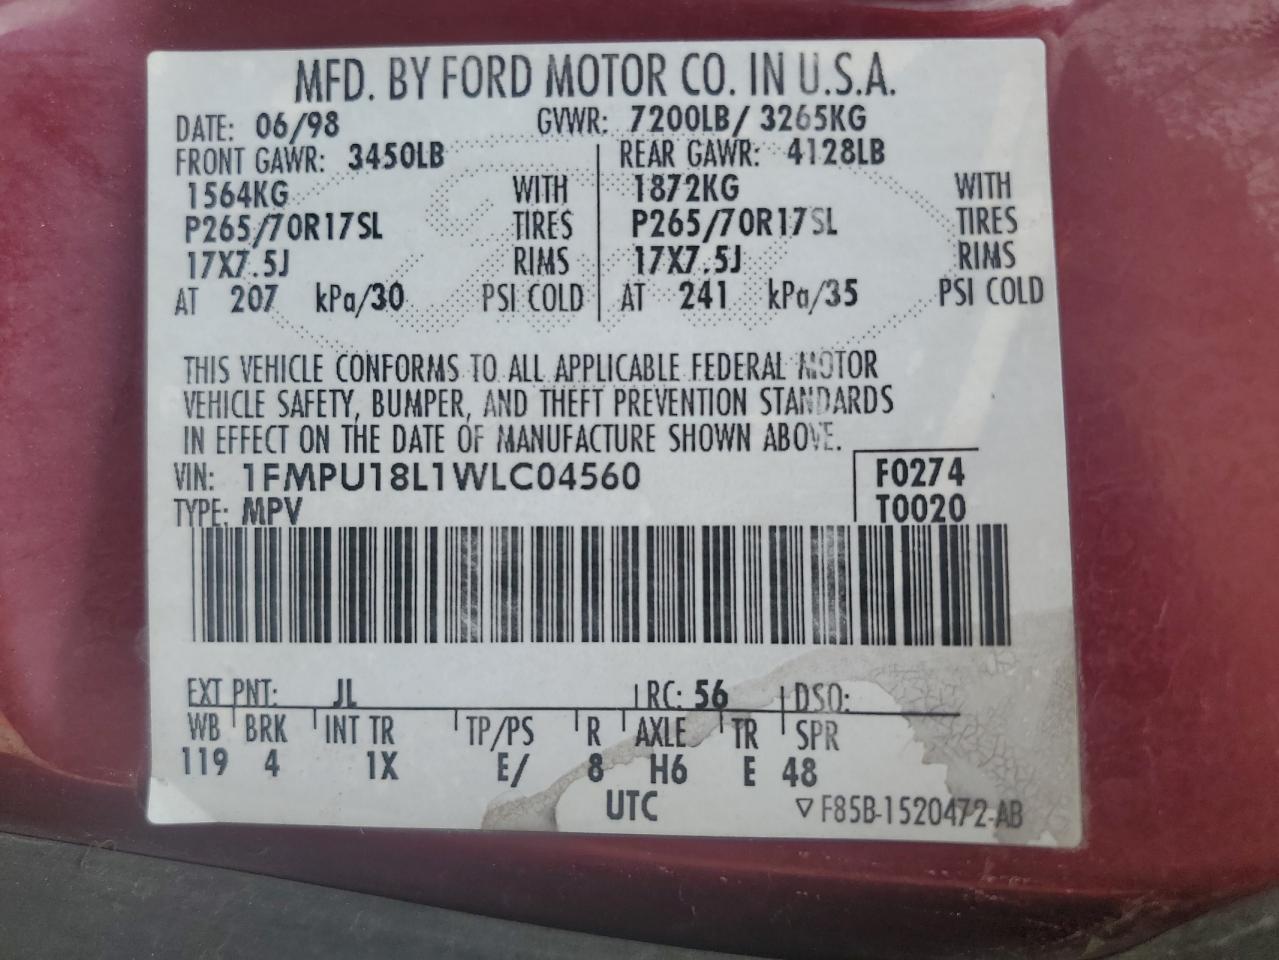 MFD. BY FORD MOTOR CO. IN U.S.A.
DATE: 06/98 GVWR: 7200LB/ 3265KG
FRONT GAWR: 3450LB REAR GAWR: 4128LB
1564KG WITH 1872KG WITH
P265/70R17SL TIRES P265/70R17SL TIRES
17X7.5J RIMS 17X7.5J RIMS
AT 207 kPa/30 PSI COLD AT 241 kPa/35 PSI COLD
THIS VEHICLE CONFORMS TO ALL APPLICABLE FEDERAL MOTOR
VEHICLE SAFETY, BUMPER, AND THEFT PREVENTION STANDARDS
IN EFFECT ON THE DATE OF MANUFACTURE SHOWN ABOVE.
VIN: 1FMPU18L1WLC04560 F0274
TYPE: MPV T0020
EXT PNT: JL RC: 56 DSO:
WB BRK INT TR TP/PS R AXLE TR SPR
119 4 1X E/ 8 H6 E 48
UTC ▽ F85B-1520472-AB